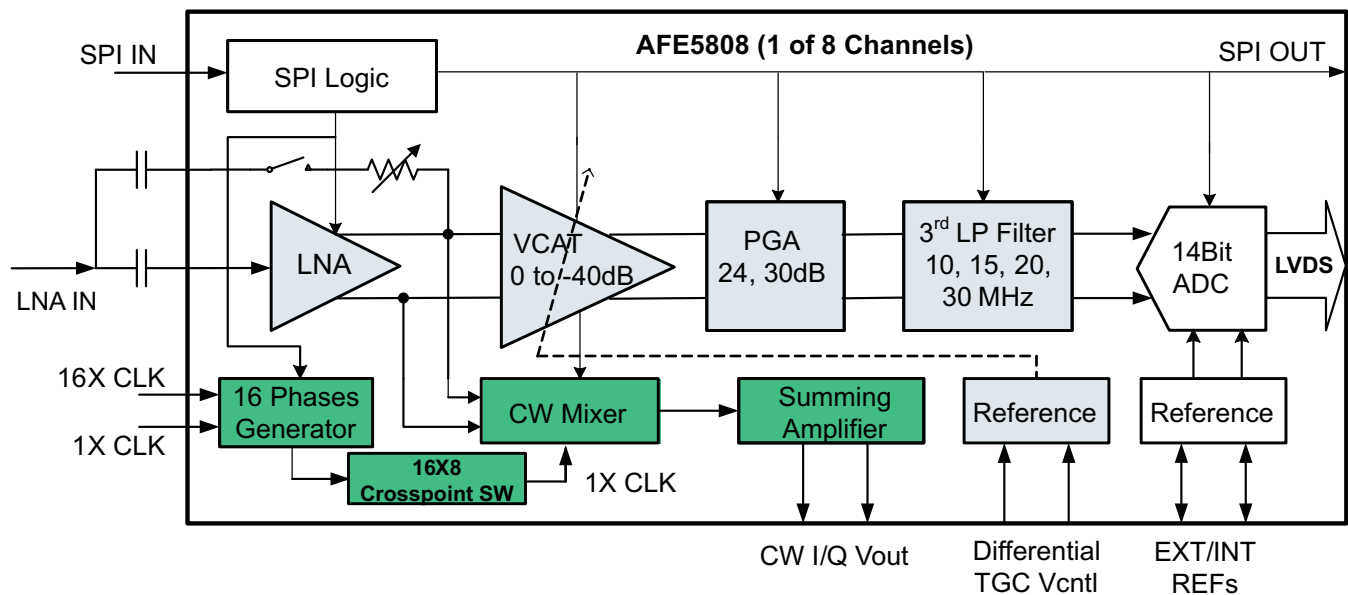 AFE5808 (1 of 8 Channels)
SPI IN
SPI Logic
SPI OUT
LNA IN
LNA
VCAT
0 to -40dB
PGA
24, 30dB
3rd LP Filter
10, 15, 20,
30 MHz
14Bit
ADC
LVDS
16X CLK
1X CLK
16 Phases
Generator
CW Mixer
Summing
Amplifier
Reference
Reference
16X8
Crosspoint SW
1X CLK
CW I/Q Vout
Differential
TGC Vcntl
EXT/INT
REFs